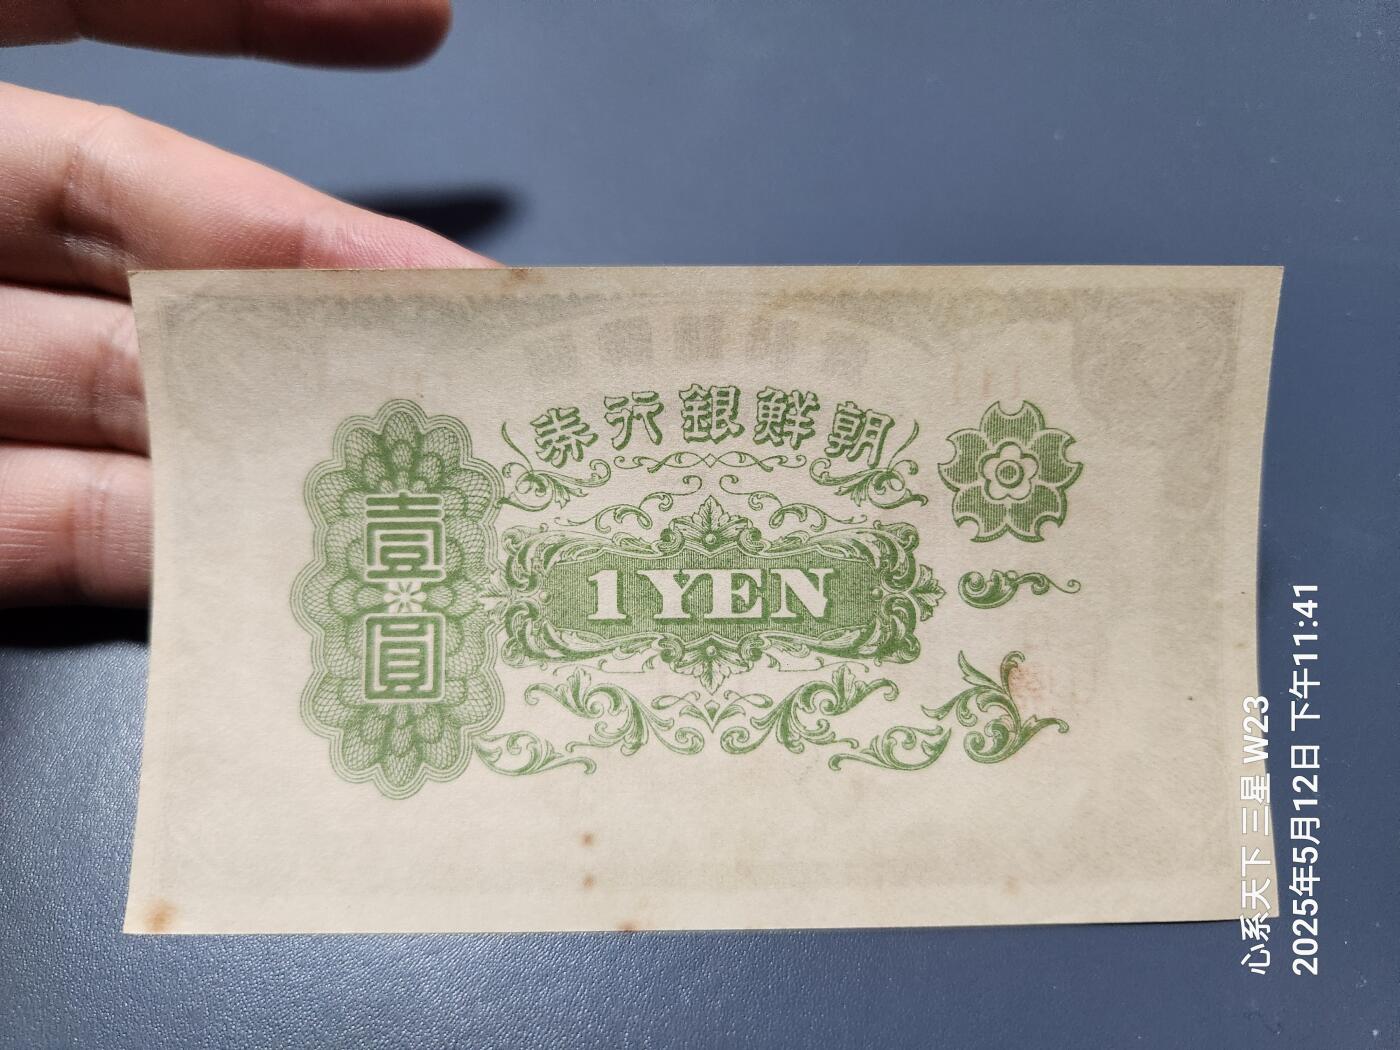 券行銀鮮朝
壹圓
1 YEN
心系天下 三星 W23
2025年5月12日 下午11:41